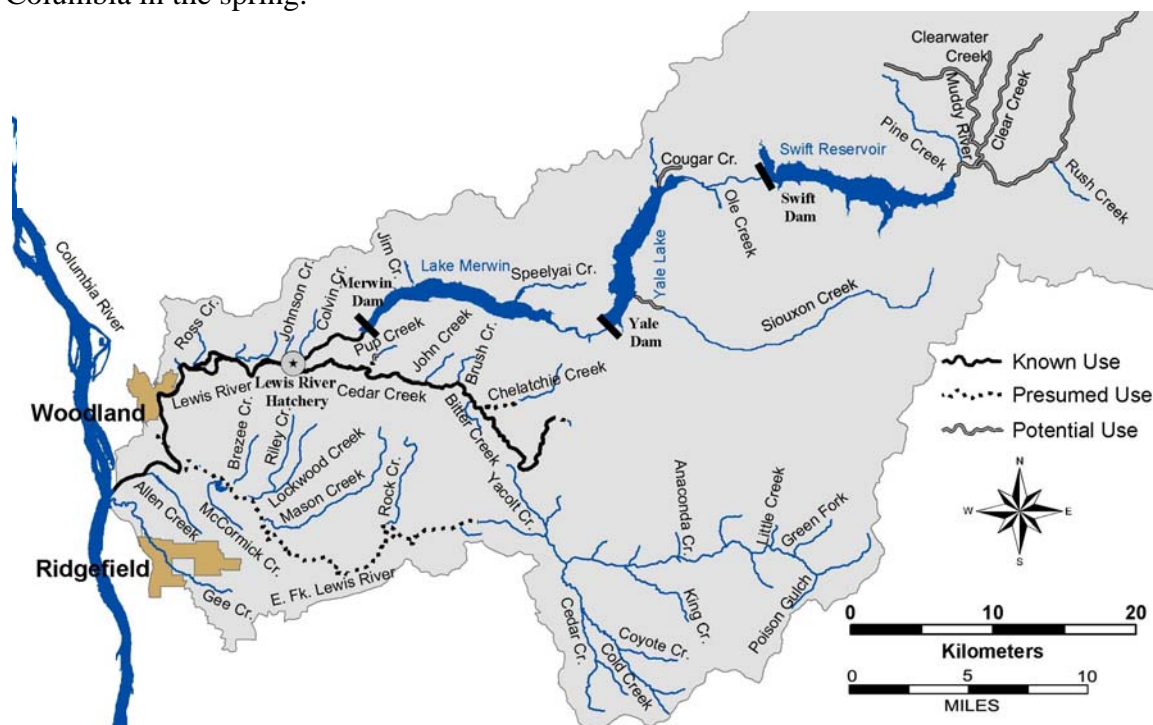 Columbia in the spring.
Clearwater
Creek
Muddy River
Clear Creek
Pine Creek
Rush Creek
Swift Reservoir
Cougar Cr.
Swift
Dam
Ole Creek
Yale Lake
Columbia River
Jim Cr.
Lake Merwin
Speelyai Cr.
Merwin
Dam
Johnson Cr.
Colvin Cr.
Ross Cr.
Pup Creek
John Creek
Brush Cr.
Yale
Dam
Siouxon Creek
Chelatchie Creek
Lewis River
Lewis River
Hatchery
Cedar Creek
Bitter Creek
Woodland
Brezee Cr.
Riley Cr.
Lockwood Creek
Mason Creek
Rock Cr.
Yacolt Cr.
Allen Creek
McCormick Cr.
Ridgefield
Gee Cr.
E. Fk. Lewis River
Anaconda Cr.
Little Creek
Green Fork
King Cr.
Poison Gulch
Cedar Cr.
Coyote Cr.
Cold Creek
Known Use
Presumed Use
Potential Use
N
W E
S
0 10 20
Kilometers
0 5 10
MILES